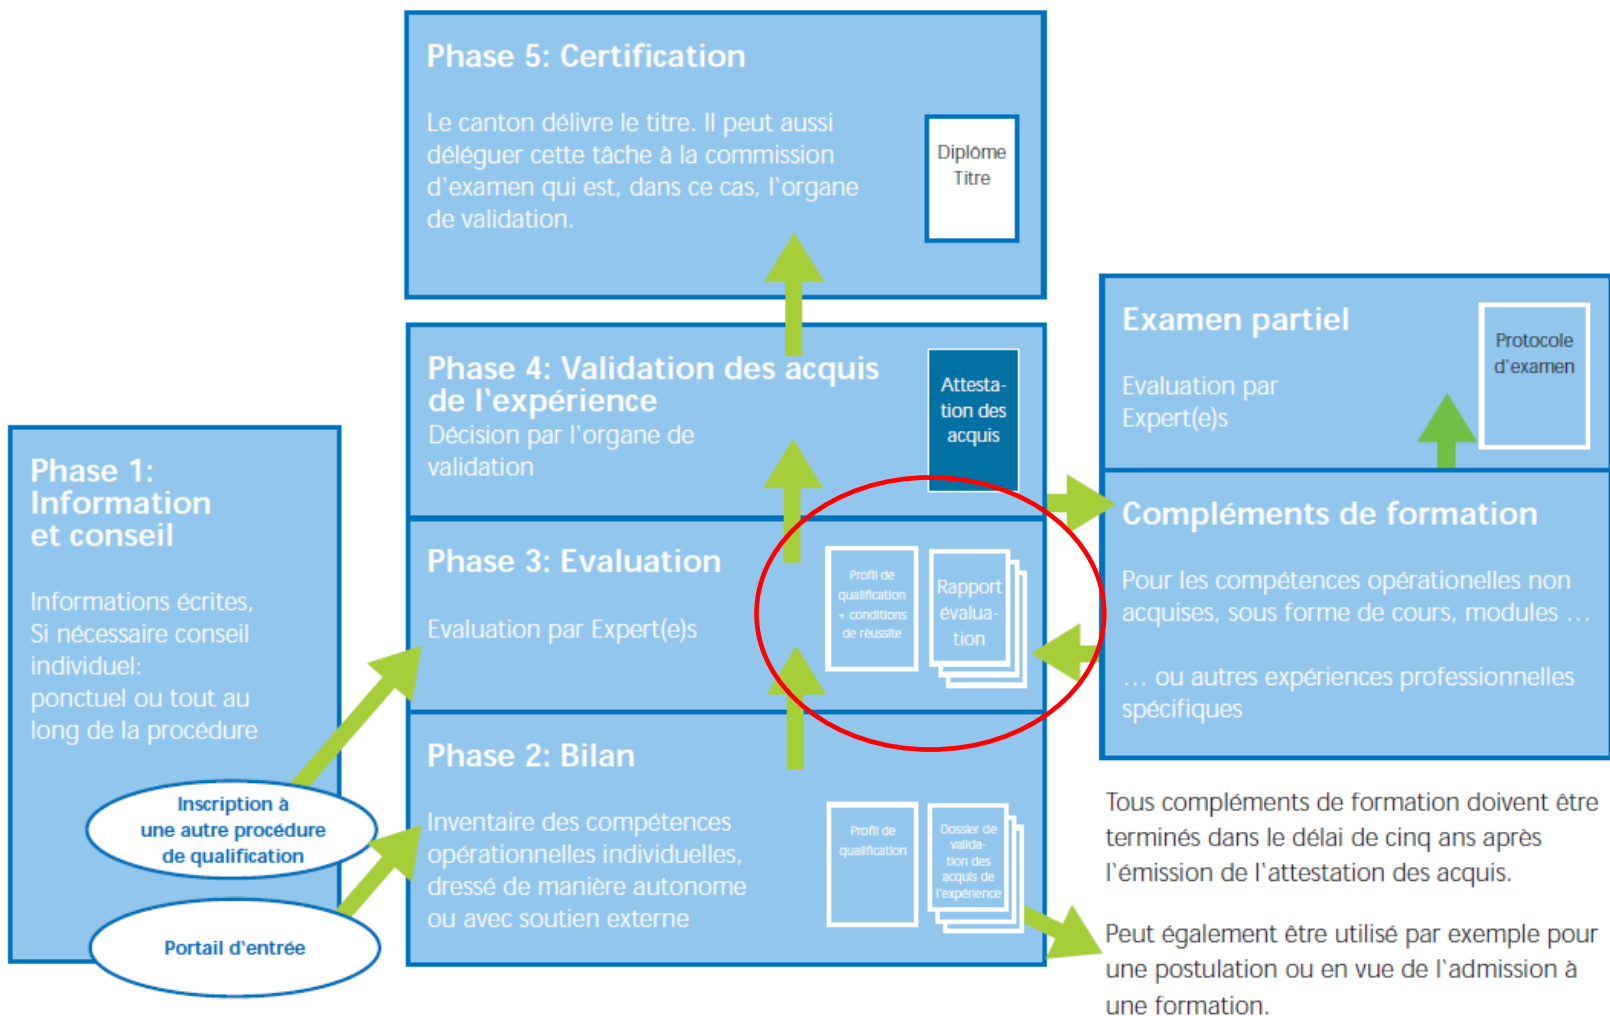 Phase 5: Certification
Le canton délivre le titre. Il peut aussi
déléguer cette tâche à la commission
d'examen qui est, dans ce cas, l'organe
de validation.
Diplôme
Titre
Phase 4: Validation des acquis
de l'expérience
Décision par l'organe de
validation
Attesta-
tion des
acquis
Examen partiel
Evaluation par
Expert(e)s
Protocole
d'examen
Phase 1:
Information
et conseil
Informations écrites,
Si nécessaire conseil
individuel:
ponctuel ou tout au
long de la procédure
Inscription à
une autre procédure
de qualification
Portail d'entrée
Phase 3: Evaluation
Evaluation par Expert(e)s
Profil de
qualification
+ conditions
de réussite
Rapport
évalua-
tion
Compléments de formation
Pour les compétences opérationelles non
acquises, sous forme de cours, modules ...
... ou autres expériences professionnelles
spécifiques
Phase 2: Bilan
Inventaire des compétences
opérationnelles individuelles,
dressé de manière autonome
ou avec soutien externe
Profil de
qualification
Dossier de
valida-
tion des
acquis de
l'expérience
Tous compléments de formation doivent être
terminés dans le délai de cinq ans après
l'émission de l'attestation des acquis.
Peut également être utilisé par exemple pour
une postulation ou en vue de l'admission à
une formation.